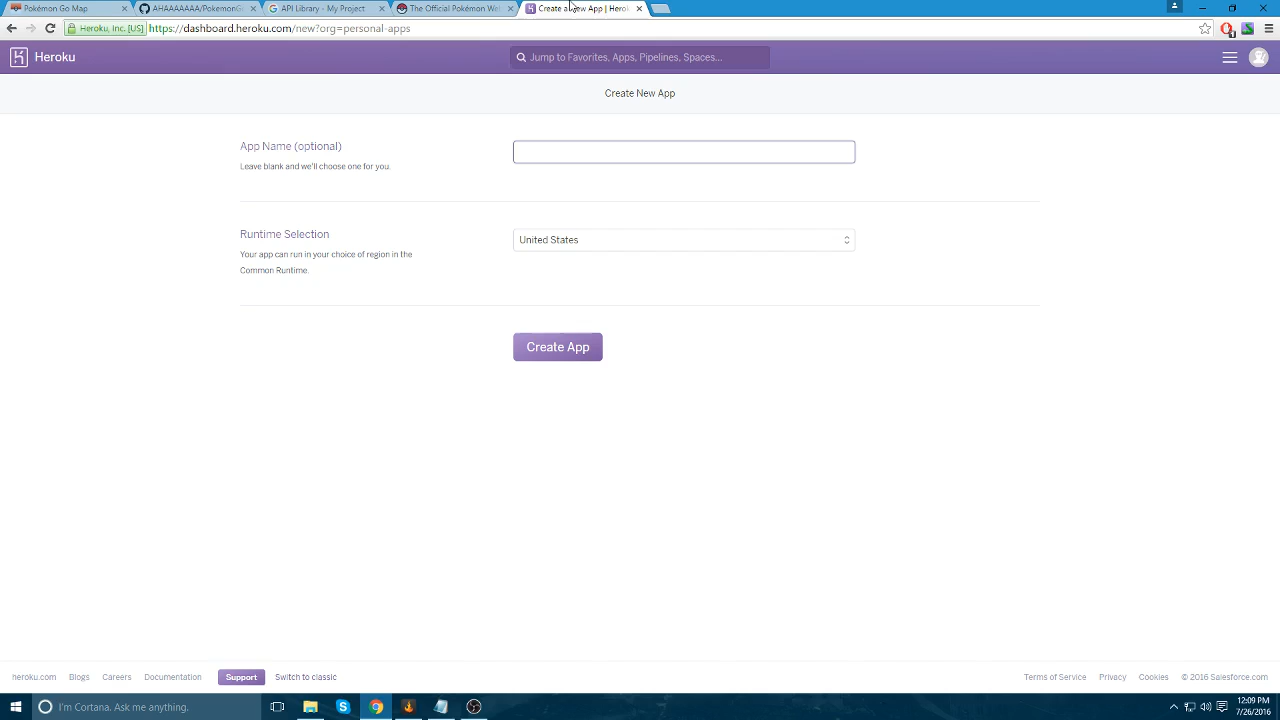 Pokémon Go Map
AHAAAAAAA/PokemonG
API Library - My Project
The Official Pokémon Web
Create a New App | Herok
Heroku, Inc. [US]
https://dashboard.heroku.com/new?org=personal-apps
Heroku
Jump to Favorites, Apps, Pipelines, Spaces...
Create New App
App Name (optional)
Leave blank and we'll choose one for you.
Runtime Selection
United States
Your app can run in your choice of region in the
Common Runtime.
Create App
heroku.com
Blogs
Careers
Documentation
Support
Switch to classic
Terms of Service
Privacy
Cookies
© 2016 Salesforce.com
I'm Cortana. Ask me anything.
12:09 PM
7/26/2016